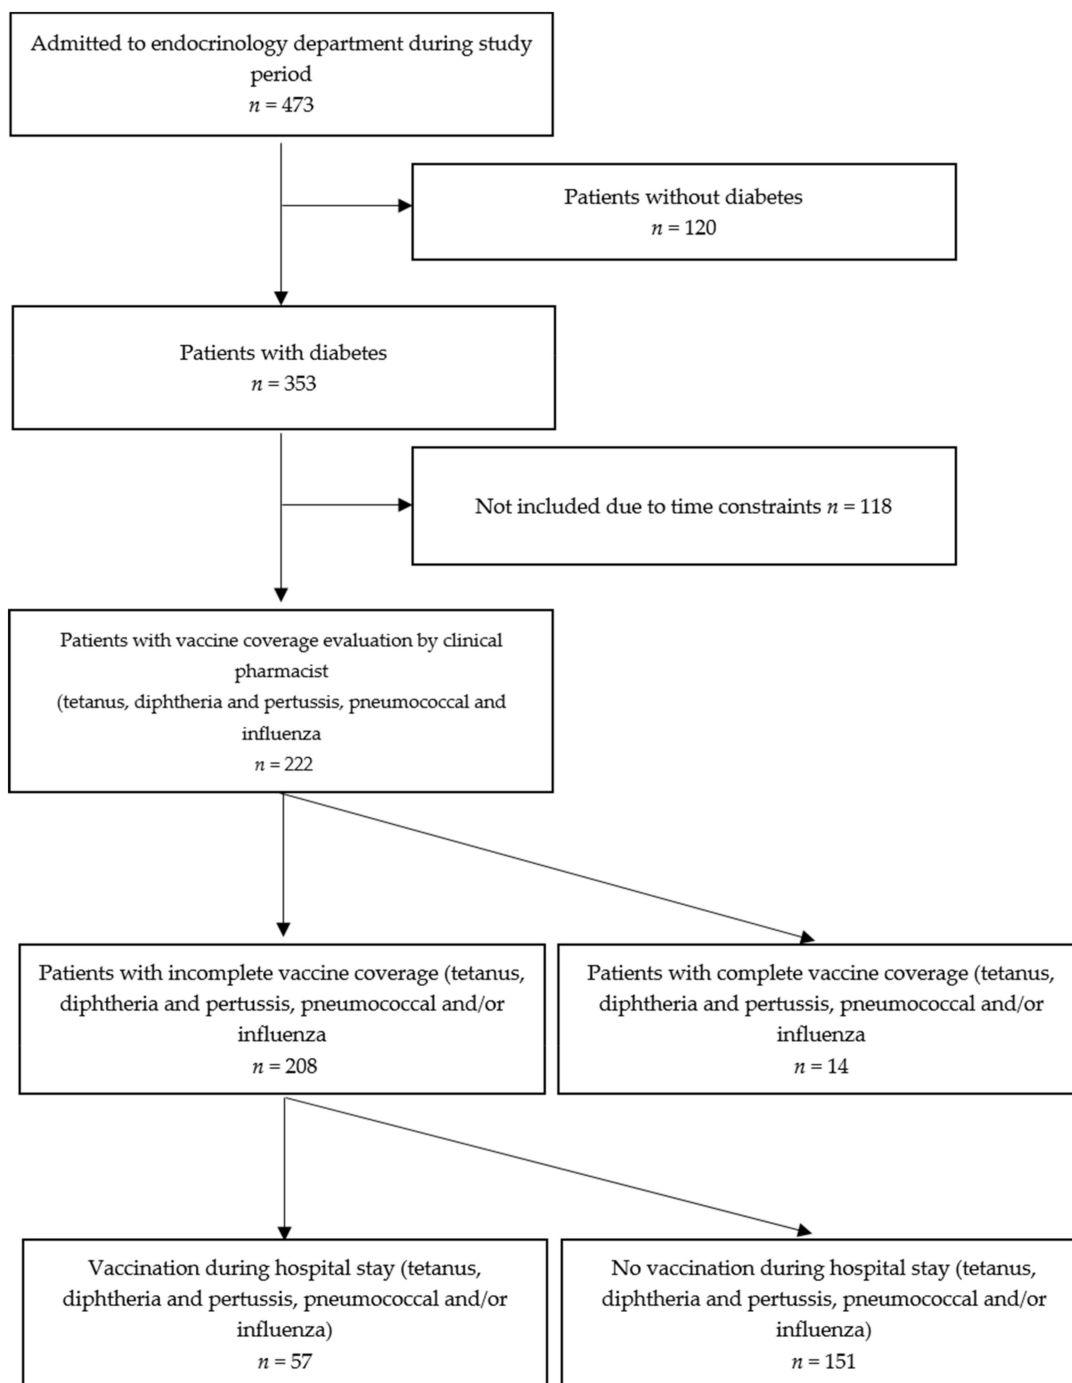 Admitted to endocrinology department during study
period
n = 473
Patients without diabetes
n = 120
Patients with diabetes
n = 353
Not included due to time constraints n = 118
Patients with vaccine coverage evaluation by clinical
pharmacist
(tetanus, diphtheria and pertussis, pneumococcal and
influenza
n = 222
Patients with incomplete vaccine coverage (tetanus,
diphtheria and pertussis, pneumococcal and/or
influenza
n = 208
Patients with complete vaccine coverage (tetanus,
diphtheria and pertussis, pneumococcal and/or
influenza
n = 14
Vaccination during hospital stay (tetanus,
diphtheria and pertussis, pneumococcal and/or
influenza)
n = 57
No vaccination during hospital stay (tetanus,
diphtheria and pertussis, pneumococcal and/or
influenza)
n = 151